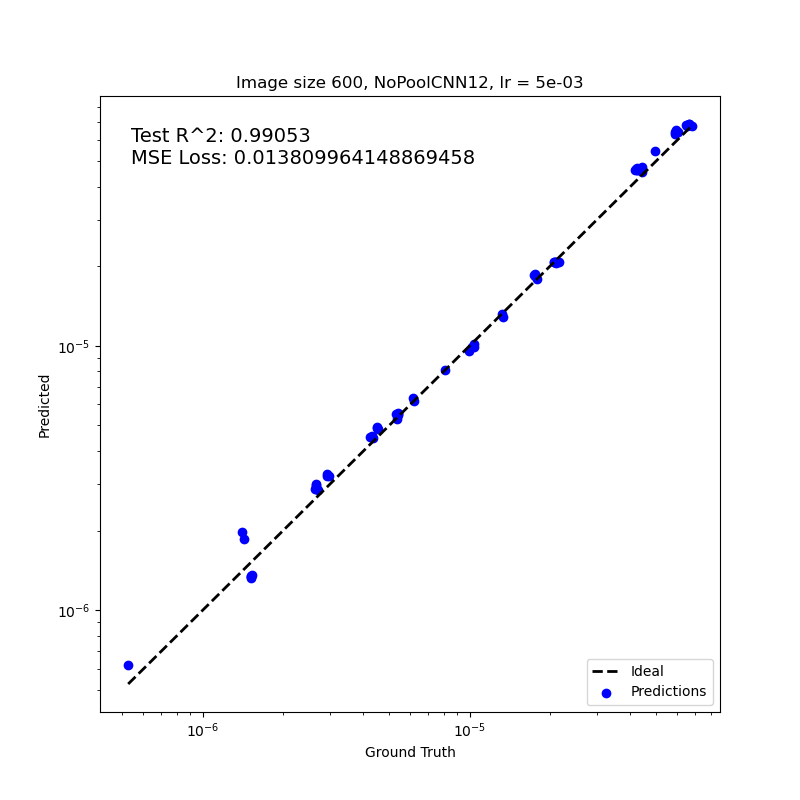 Image size 600, NoPoolCNN12, lr = 5e-03
Test R^2: 0.99053
MSE Loss: 0.013809964148869458
Predicted
10⁻⁵
10⁻⁶
Ideal
Predictions
10⁻⁶
10⁻⁵
Ground Truth